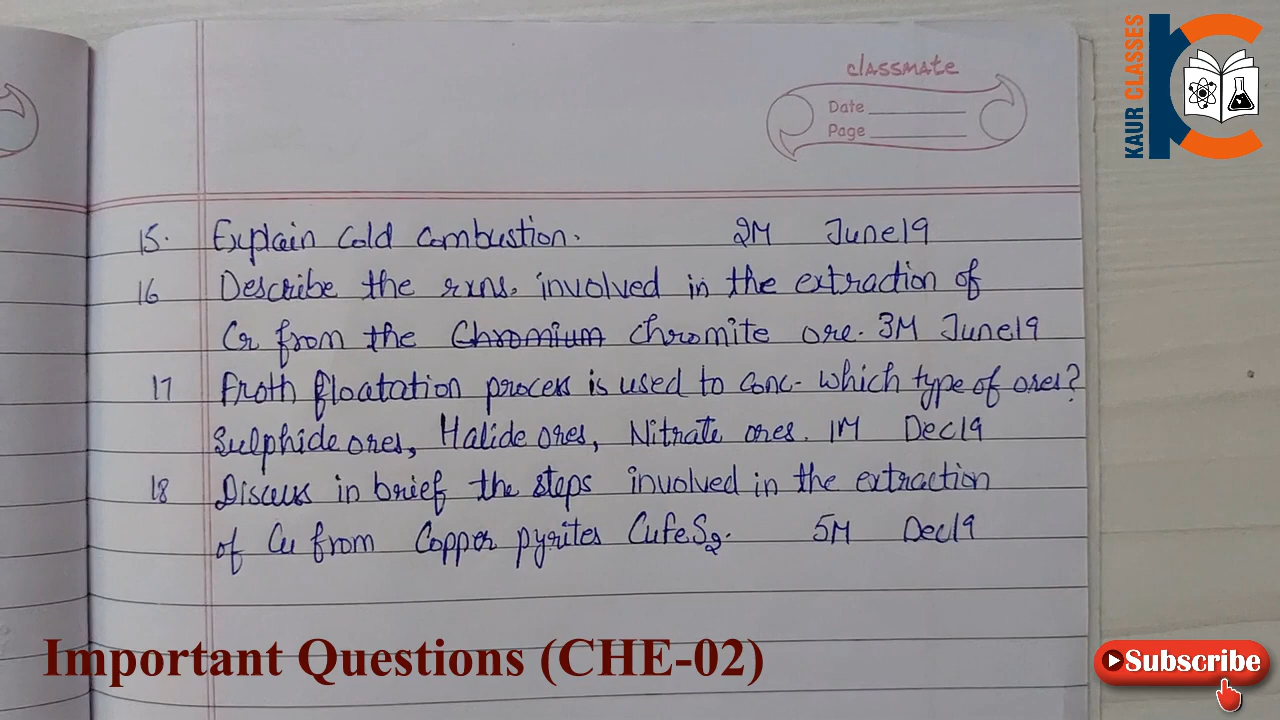 classmate
Date
Page
KAUR CLASSES
15. Explain Cold Combustion. 2M June19
16 Describe the rxns. involved in the extraction of
Cr from the Chromium chromite ore. 3M June19
17 Froth floatation process is used to conc. which type of ores?
Sulphide ores, Halide ores, Nitrate ores. 1M Dec19
18 Discuss in brief the steps involved in the extraction
of Cu from Copper pyrites CuFeS2. 5M Dec19
Important Questions (CHE-02)
Subscribe